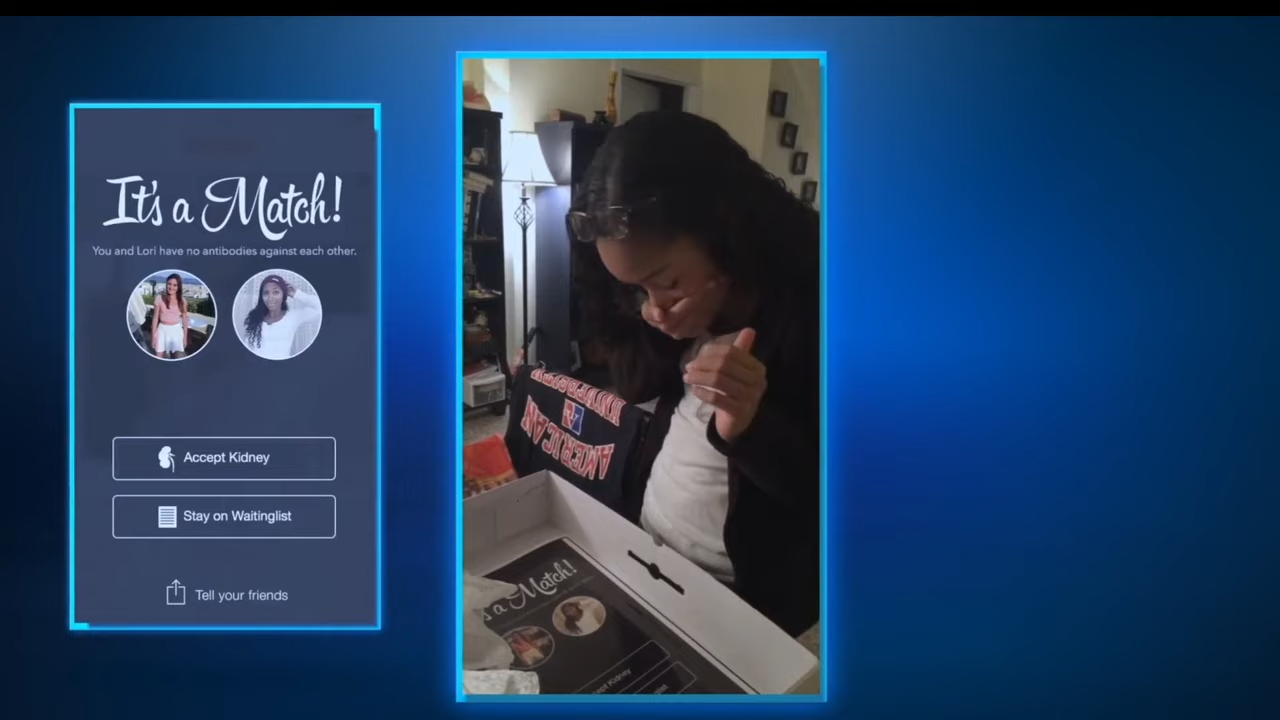 It's a Match!
You and Lori have no antibodies against each other.
Accept Kidney
Stay on Waitinglist
Tell your friends
AMERICAN
UNIVERSITY
a Match!
Kidney